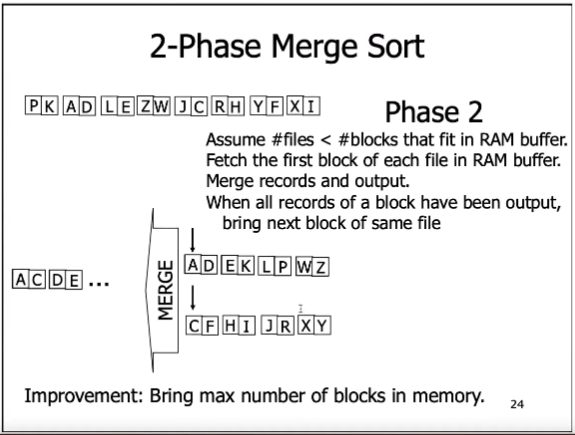 2-Phase Merge Sort
PK AD LE ZW JC RH YF XI
Phase 2
Assume #files < #blocks that fit in RAM buffer.
Fetch the first block of each file in RAM buffer.
Merge records and output.
When all records of a block have been output,
bring next block of same file
AD EK LP WZ
ACDE ...
MERGE
CF HI JR XY
Improvement: Bring max number of blocks in memory.
24